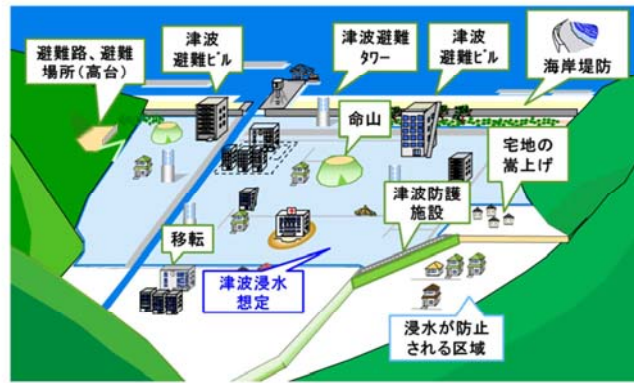 避難路、避難
場所(高台)
津波
避難ﾋﾞﾙ
津波避難
タワー
津波
避難ビル
海岸堤防
命山
宅地の
嵩上げ
津波防護
施設
移転
津波浸水
想定
浸水が防止
される区域